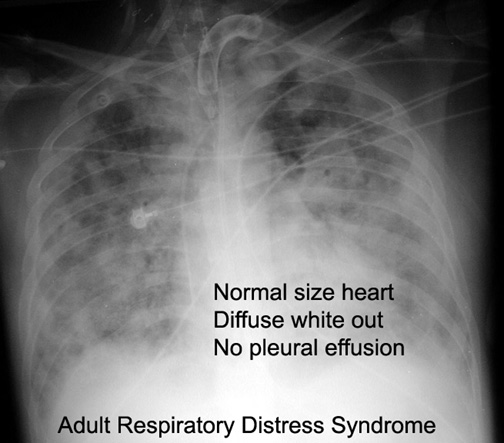 Normal size heart
Diffuse white out
No pleural effusion
Adult Respiratory Distress Syndrome